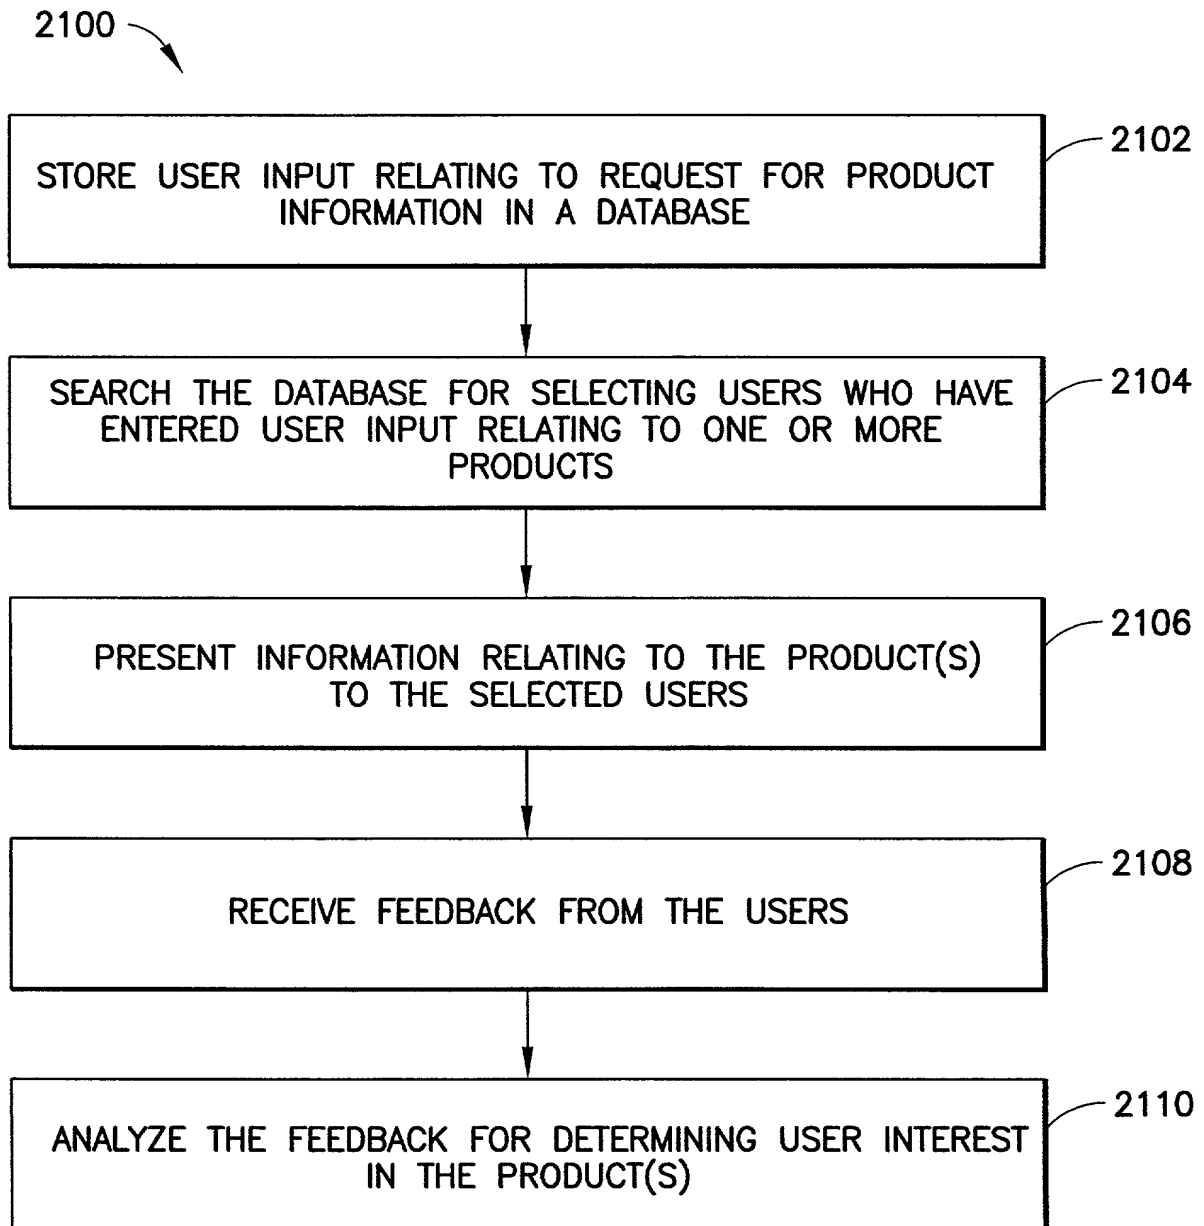 2100
STORE USER INPUT RELATING TO REQUEST FOR PRODUCT
INFORMATION IN A DATABASE
2102
SEARCH THE DATABASE FOR SELECTING USERS WHO HAVE
ENTERED USER INPUT RELATING TO ONE OR MORE
PRODUCTS
2104
PRESENT INFORMATION RELATING TO THE PRODUCT(S)
TO THE SELECTED USERS
2106
RECEIVE FEEDBACK FROM THE USERS
2108
ANALYZE THE FEEDBACK FOR DETERMINING USER INTEREST
IN THE PRODUCT(S)
2110